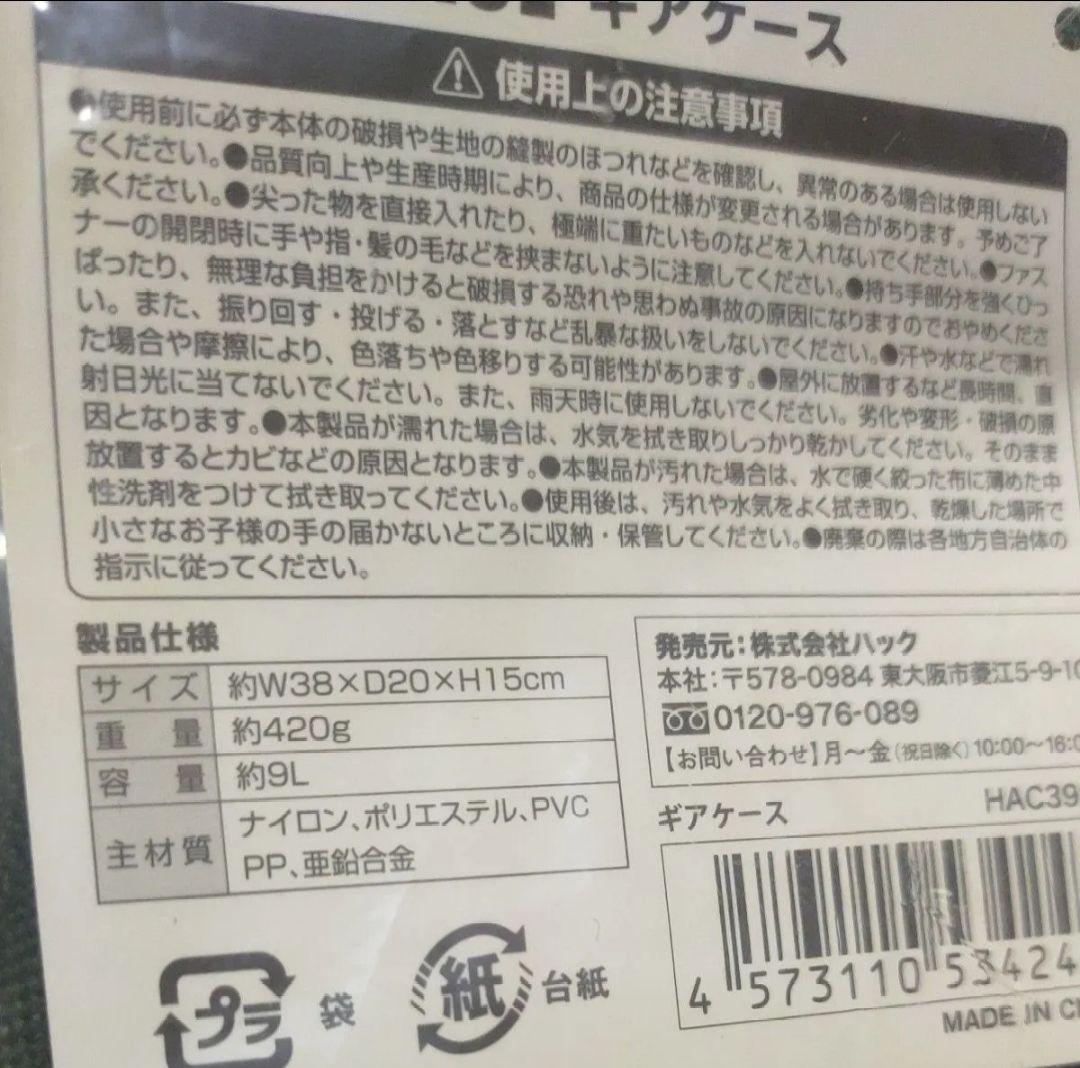 ギアケース
使用上の注意事項
●使用前に必ず本体の破損や生地の縫製のほつれなどを確認し、異常のある場合は使用しない
でください。●品質向上や生産時期により、商品の仕様が変更される場合があります。予めご了
承ください。●尖った物を直接入れたり、極端に重たいものなどを入れないでください。●ファス
ナーの開閉時に手や指・髪の毛などを挟まないように注意してください。●持ち手部分を強くひっ
ぱったり、無理な負担をかけると破損する恐れや思わぬ事故の原因になりますのでおやめくださ
い。また、振り回す・投げる・落とすなど乱暴な扱いをしないでください。●汗や水などで濡れ
た場合や摩擦により、色落ちや色移りする可能性があります。●屋外に放置するなど長時間、直
射日光に当てないでください。また、雨天時に使用しないでください。劣化や変形・破損の原
因となります。●本製品が濡れた場合は、水気を拭き取りしっかり乾かしてください。そのまま
放置するとカビなどの原因となります。●本製品が汚れた場合は、水で硬く絞った布に薄めた中
性洗剤をつけて拭き取ってください。●使用後は、汚れや水気をよく拭き取り、乾燥した場所で
小さなお子様の手の届かないところに収納・保管してください。●廃棄の際は各地方自治体の
指示に従ってください。
製品仕様
サイズ 約W38×D20×H15cm
重量 約420g
容量 約9L
主材質 ナイロン、ポリエステル、PVC
PP、亜鉛合金
発売元:株式会社ハック
本社:〒578-0984 東大阪市菱江5-9-10
0120-976-089
【お問い合わせ】月〜金(祝日除く)10:00〜16:0
ギアケース HAC39
4 573110 53424
MADE IN C
プラ 袋
紙 台紙